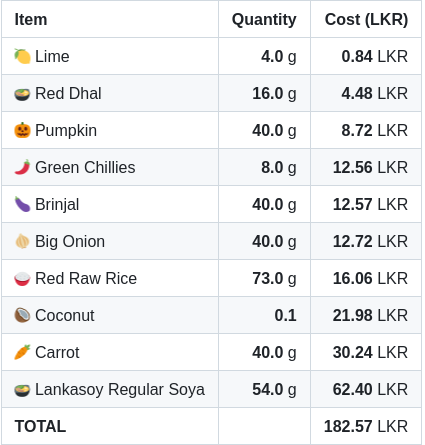 Item Quantity Cost (LKR)
Lime 4.0 g 0.84 LKR
Red Dhal 16.0 g 4.48 LKR
Pumpkin 40.0 g 8.72 LKR
Green Chillies 8.0 g 12.56 LKR
Brinjal 40.0 g 12.57 LKR
Big Onion 40.0 g 12.72 LKR
Red Raw Rice 73.0 g 16.06 LKR
Coconut 0.1 21.98 LKR
Carrot 40.0 g 30.24 LKR
Lankasoy Regular Soya 54.0 g 62.40 LKR
TOTAL 182.57 LKR